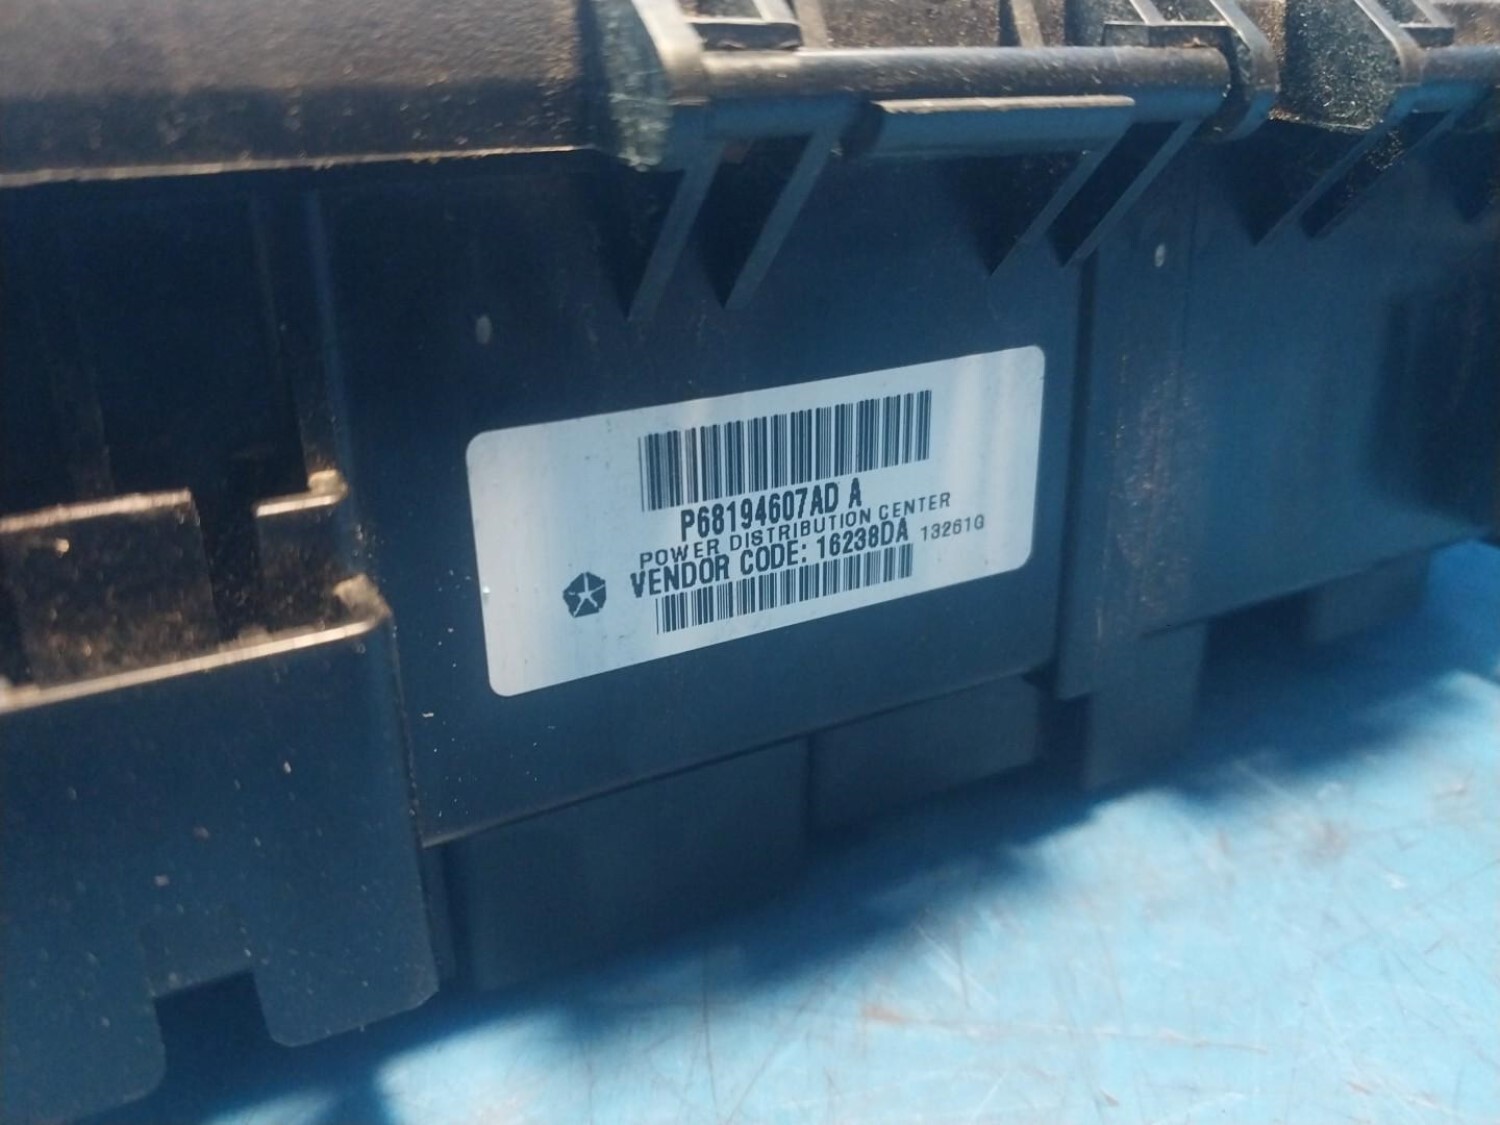 P68194607AD A
POWER DISTRIBUTION CENTER
VENDOR CODE: 16238DA 13261G